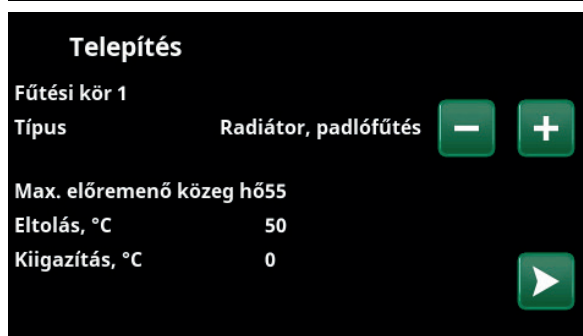 Telepítés
Fűtési kör 1
Típus Radiátor, padlófűtés
Max. előremenő közeg hő55
Eltolás, °C 50
Kiigazítás, °C 0